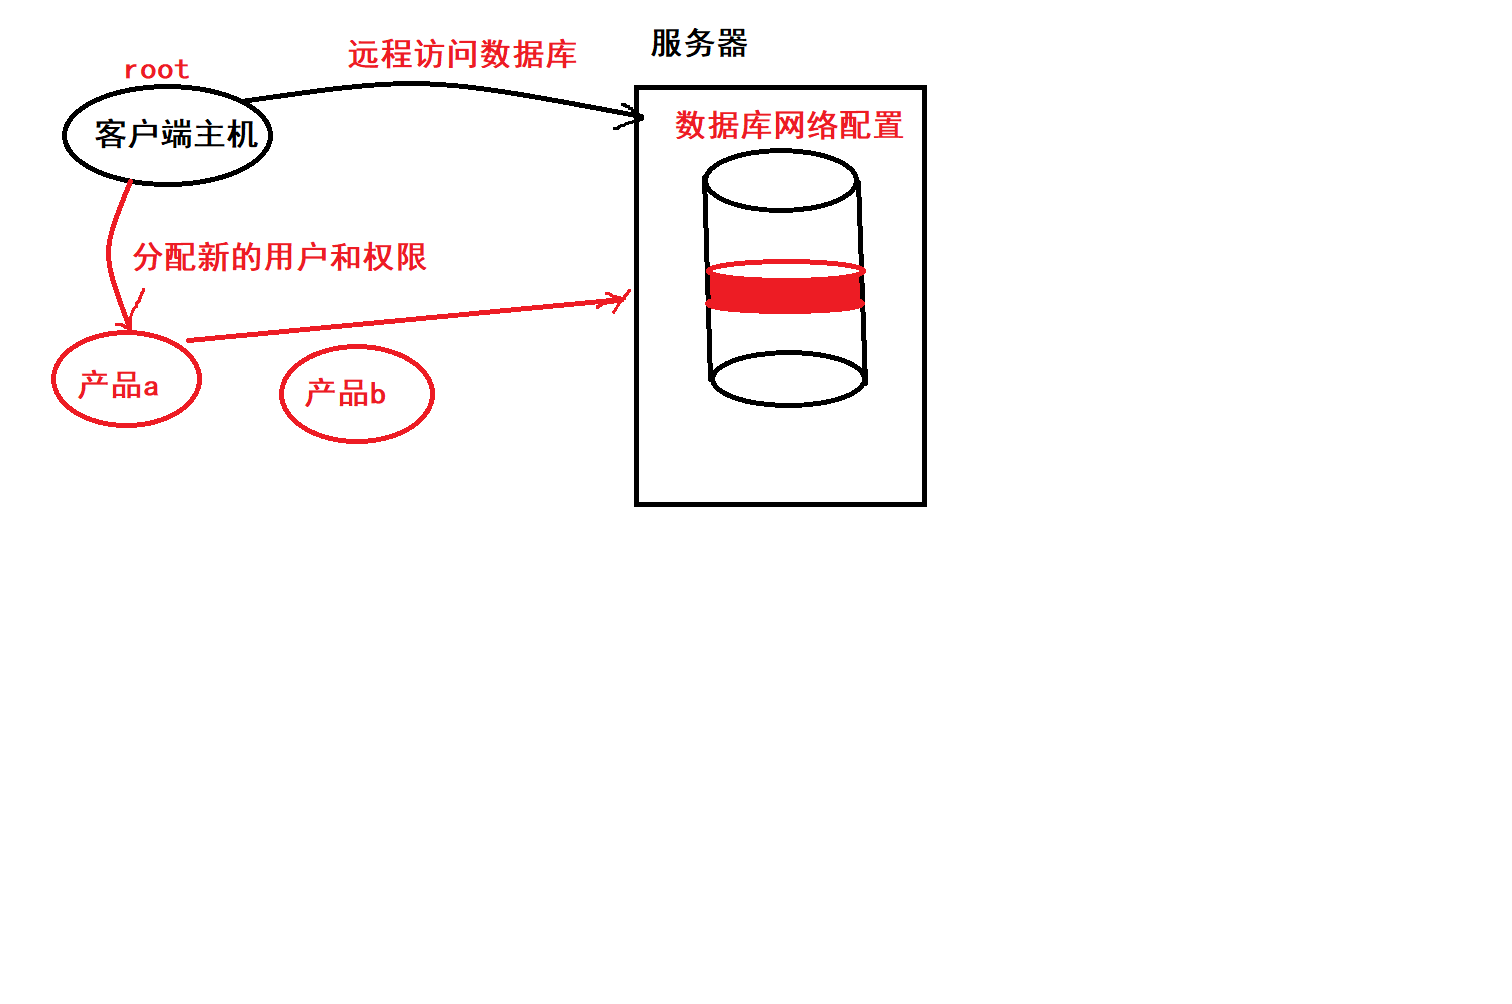 服务器
远程访问数据库
root
客户端主机
数据库网络配置
分配新的用户和权限
产品a
产品b